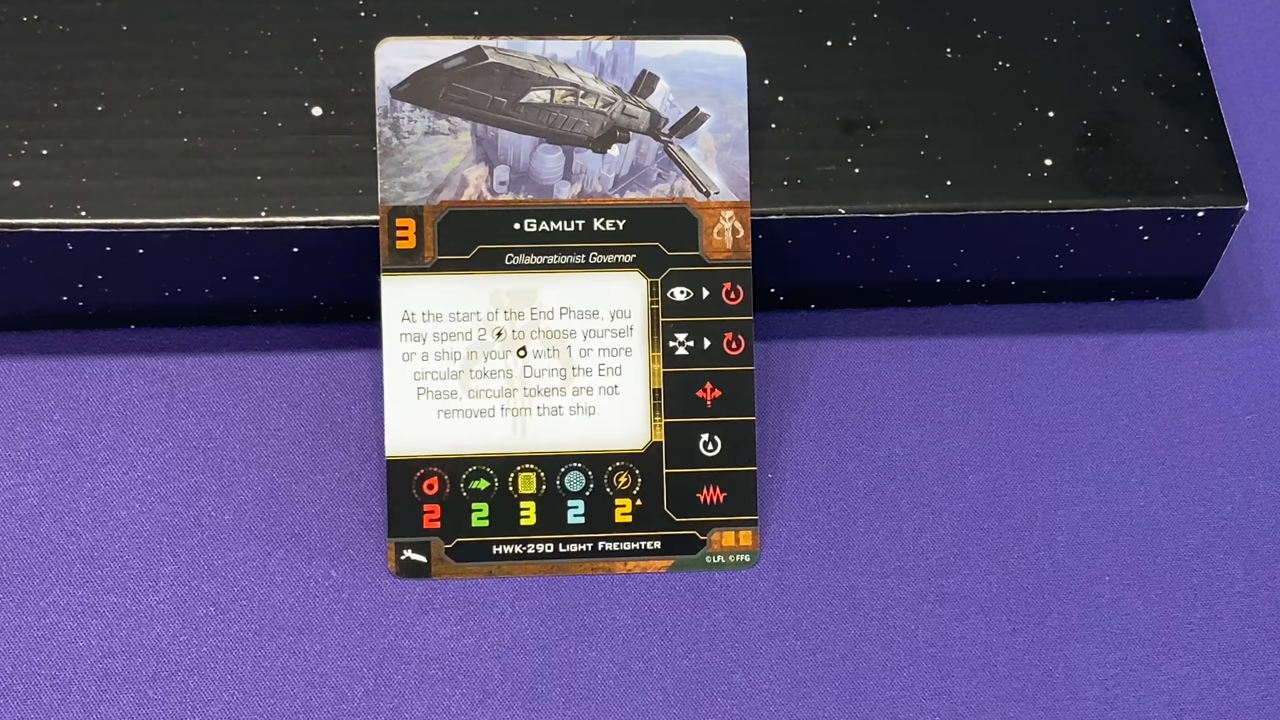 3
•Gamut Key
Collaborationist Governor
At the start of the End Phase, you
may spend 2 to choose yourself
or a ship in your with 1 or more
circular tokens. During the End
Phase, circular tokens are not
removed from that ship.
2 2 3 2 2
HWK-290 Light Freighter
©LFL ©FFG